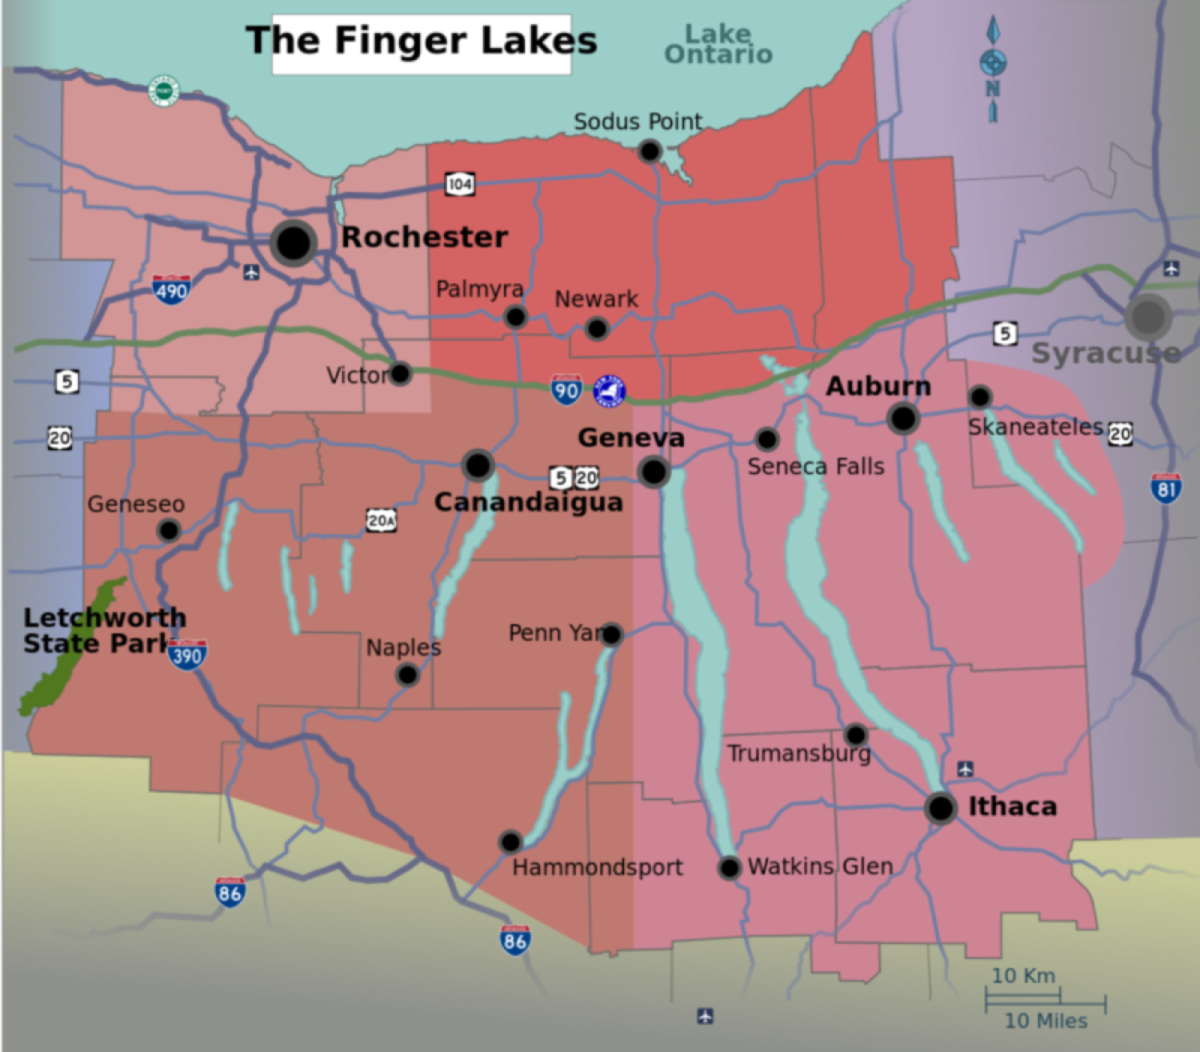 The Finger Lakes
Lake
Ontario
N
Sodus Point
104
Rochester
490
Palmyra
Newark
5
Syracuse
Victor
90
5
Auburn
20
Geneva
Skaneateles
20
Seneca Falls
5
20
81
Canandaigua
Geneseo
20A
Letchworth
State Park
390
Naples
Penn Yan
Trumansburg
Ithaca
Hammondsport
Watkins Glen
86
86
10 Km
10 Miles